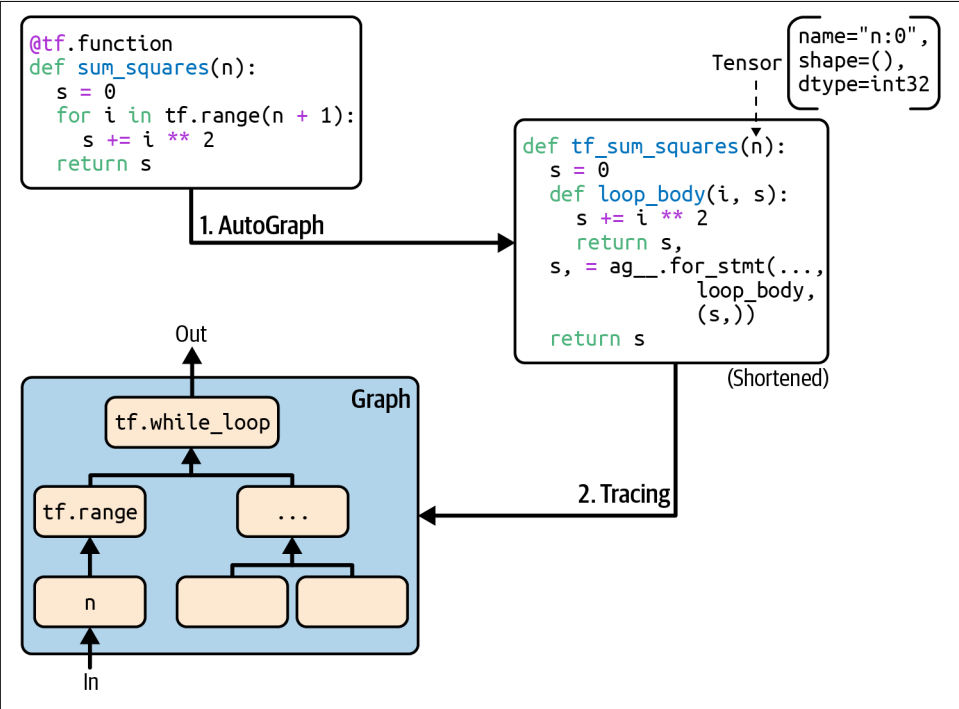 @tf.function
def sum_squares(n):
  s = 0
  for i in tf.range(n + 1):
    s += i ** 2
  return s
1. AutoGraph
Tensor
name="n:0",
shape=(),
dtype=int32
def tf_sum_squares(n):
  s = 0
  def loop_body(i, s):
    s += i ** 2
    return s,
  s, = ag__.for_stmt(...,
             loop_body,
             (s,))
  return s
(Shortened)
2. Tracing
Out
Graph
tf.while_loop
tf.range
...
n
In